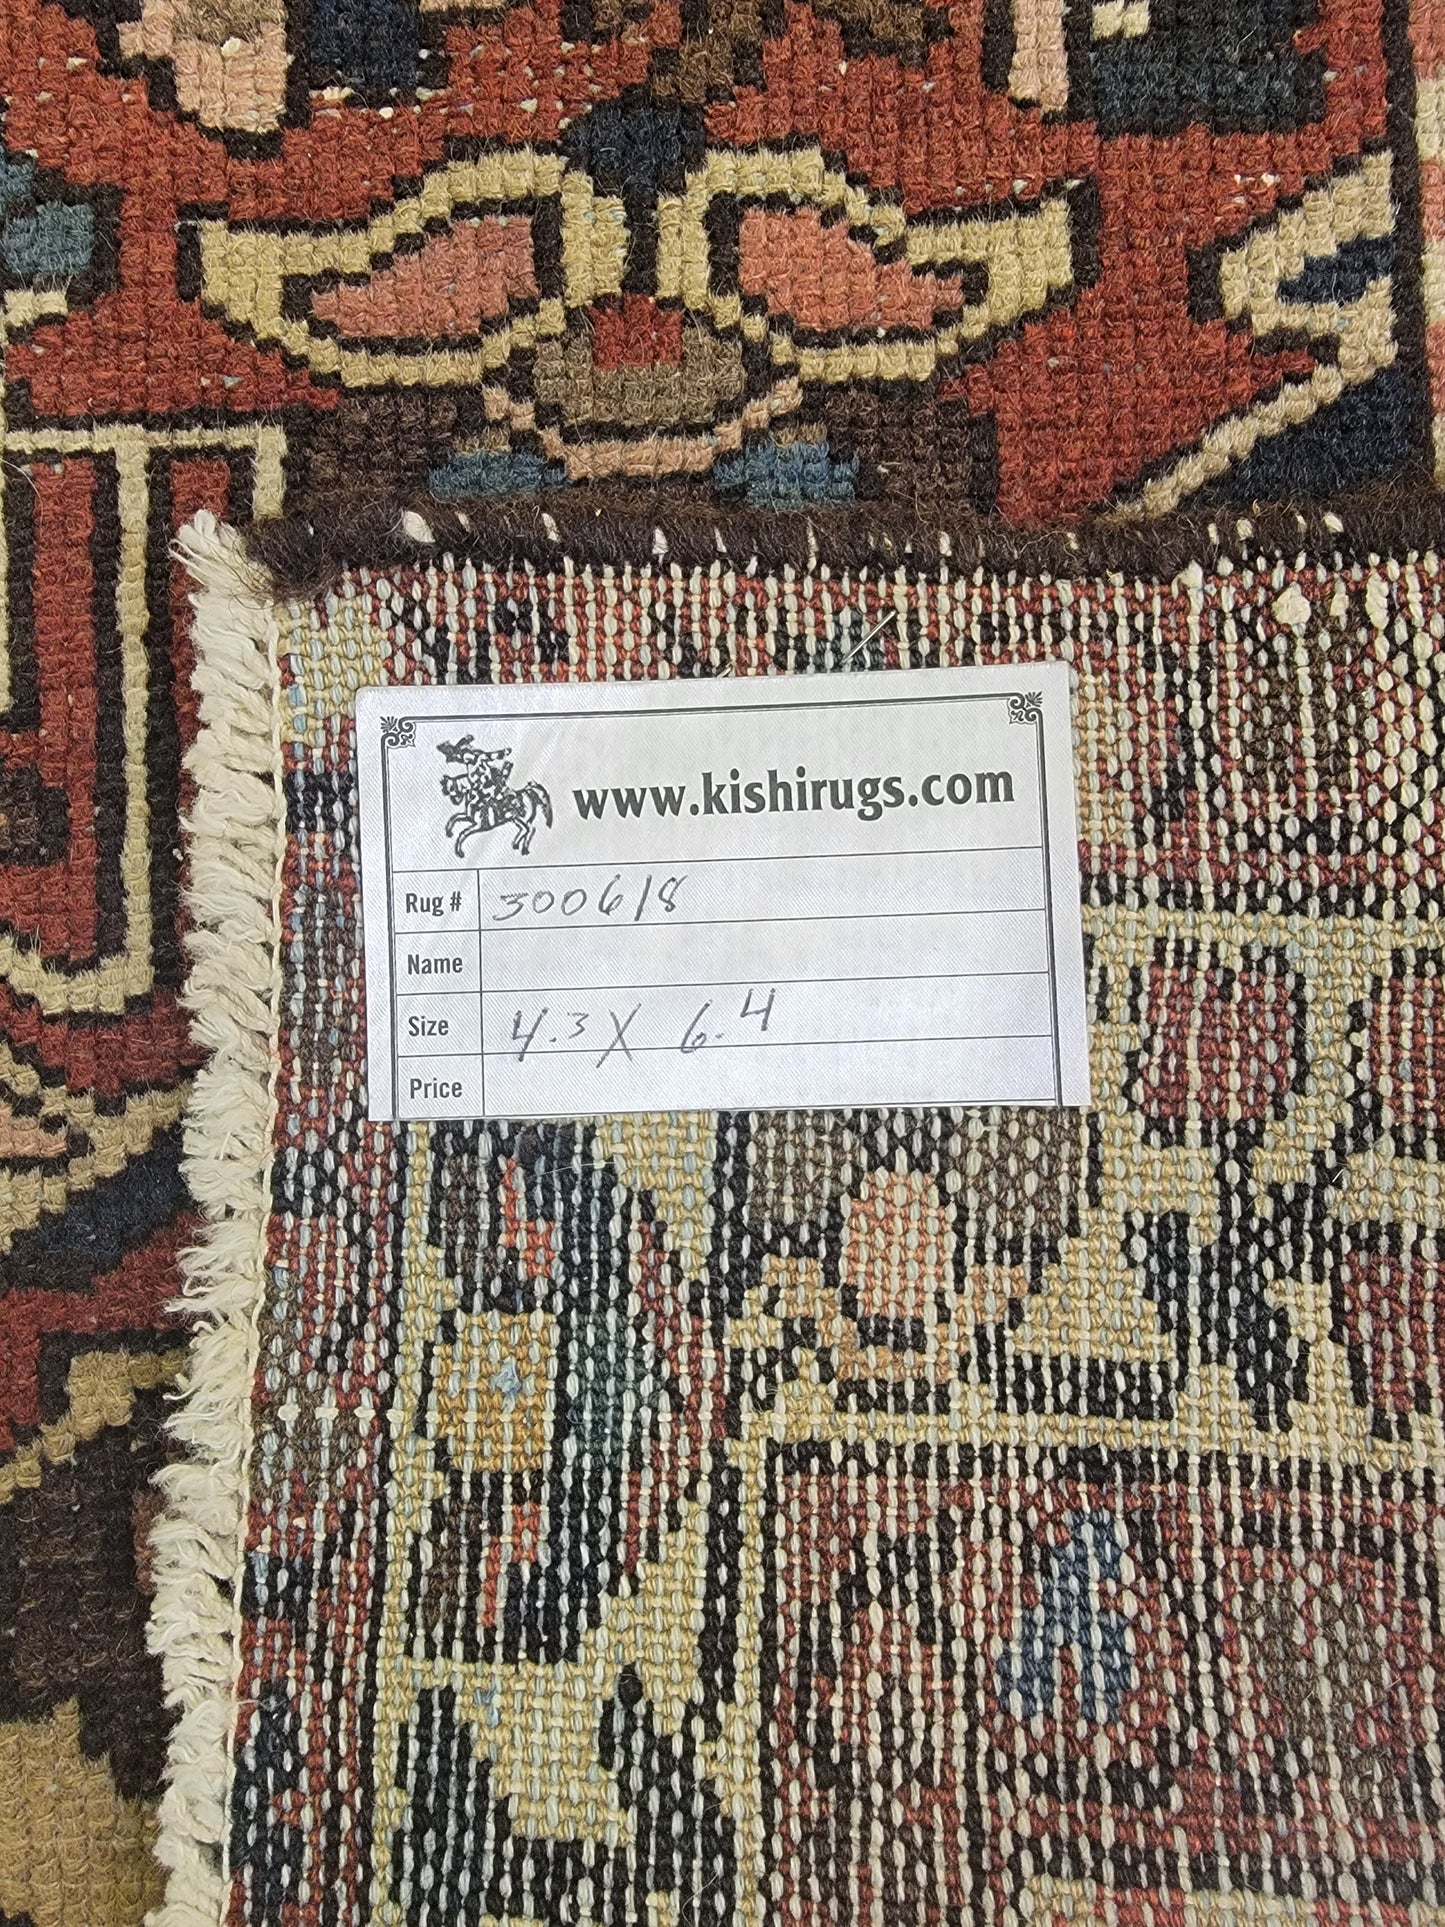 www.kishirugs.com
Rug # 300618
Name
Size 4.3 X 6.4
Price